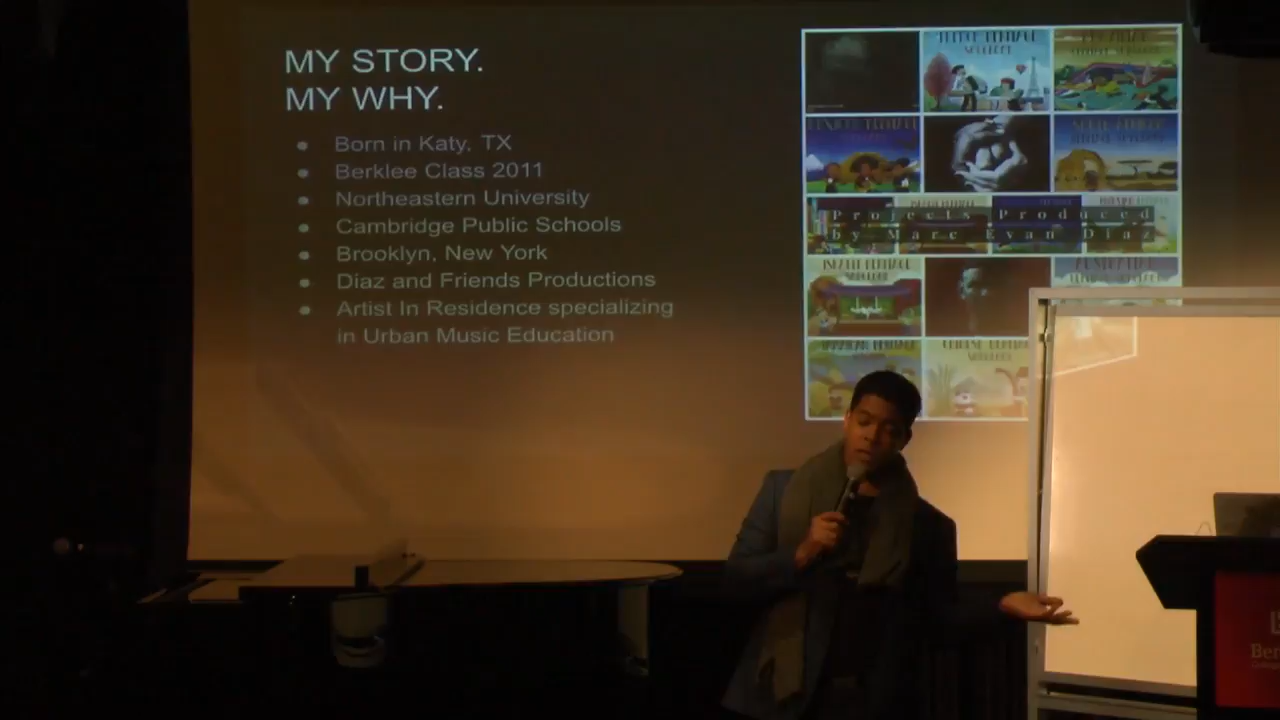 MY STORY.
MY WHY.
Born in Katy, TX
Berklee Class 2011
Northeastern University
Cambridge Public Schools
Brooklyn, New York
Diaz and Friends Productions
Artist In Residence specializing
in Urban Music Education
Projects Produced
by Marc Evan Diaz